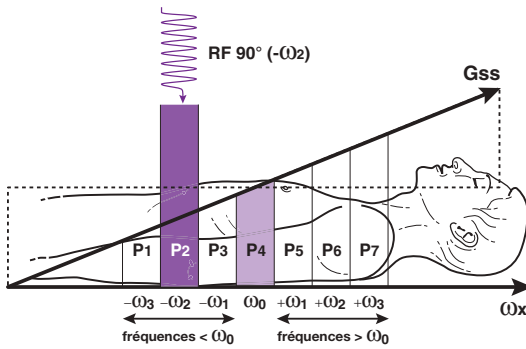 RF 90° (-ω₂)
Gss
P1 P2 P3 P4 P5 P6 P7
-ω₃ -ω₂ -ω₁ ω₀ +ω₁ +ω₂ +ω₃ ωx
fréquences < ω₀ fréquences > ω₀